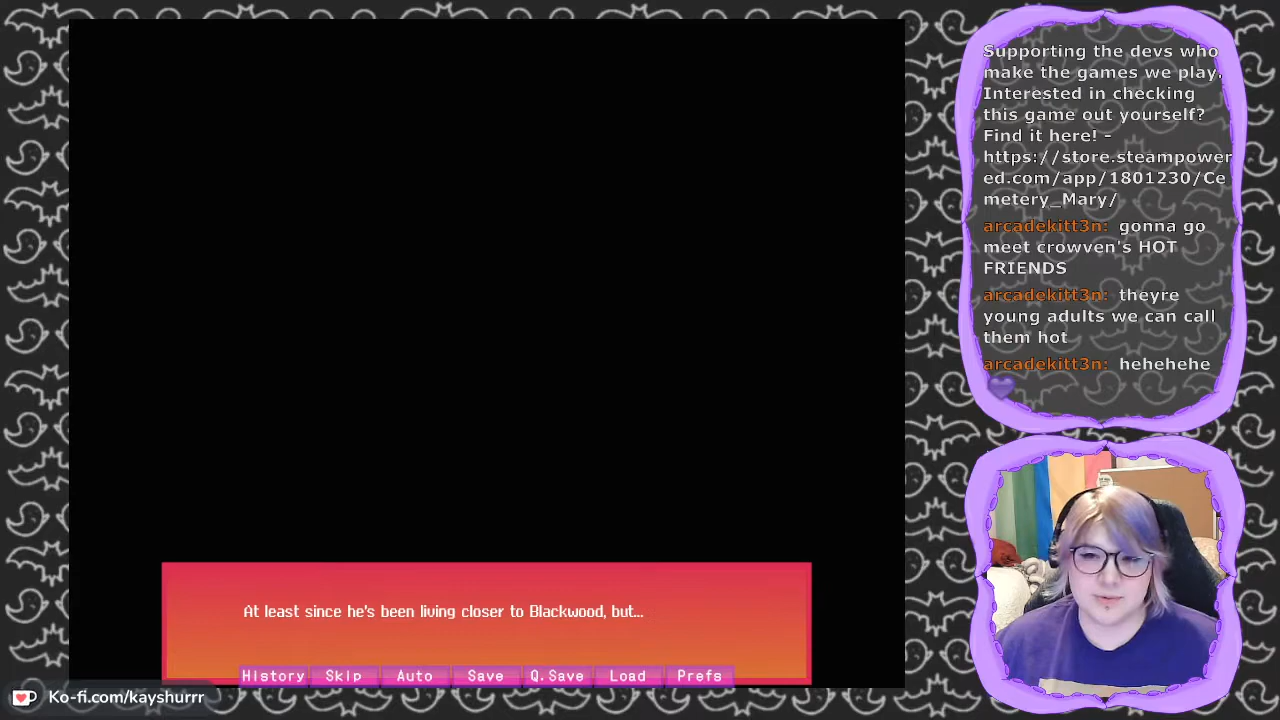 Supporting the devs who
make the games we play.
Interested in checking
this game out yourself?
Find it here! -
https://store.steampower
ed.com/app/1801230/Ce
metery_Mary/
arcadekitt3n: gonna go
meet crowven's HOT
FRIENDS
arcadekitt3n: theyre
young adults we can call
them hot
arcadekitt3n: hehehehe
At least since he's been living closer to Blackwood, but...
History Skip Auto Save Q.Save Load Prefs
Ko-fi.com/kayshurrr